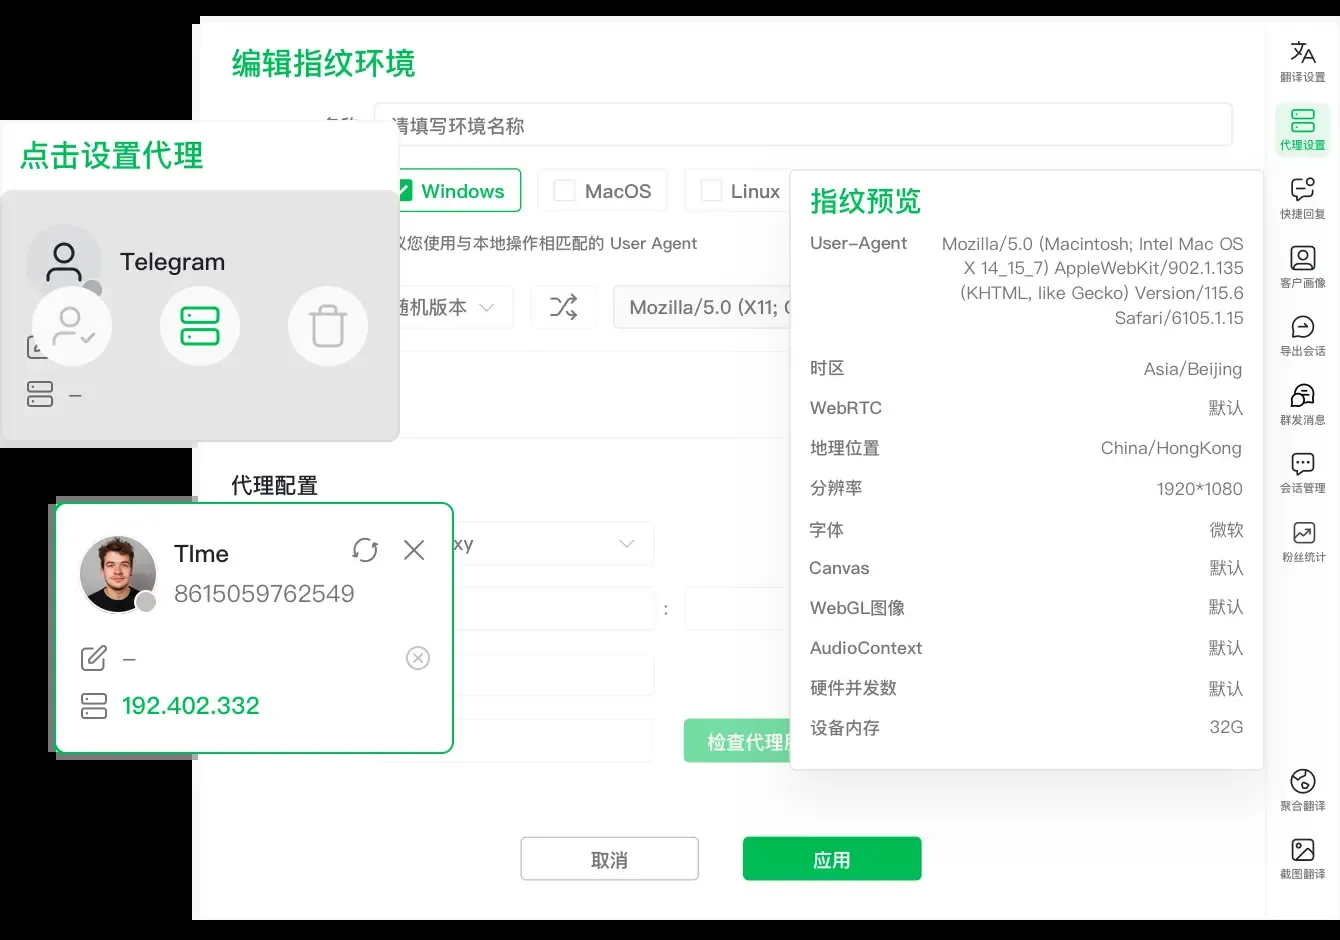 编辑指纹环境
请填写环境名称
点击设置代理
Telegram
–
Windows
MacOS
Linux
您使用与本地操作相匹配的 User Agent
随机版本
Mozilla/5.0 (X11;
指纹预览
User-Agent
Mozilla/5.0 (Macintosh; Intel Mac OS
X 14_15_7) AppleWebKit/902.1.135
(KHTML, like Gecko) Version/115.6
Safari/6105.1.15
时区 Asia/Beijing
WebRTC 默认
地理位置 China/HongKong
分辨率 1920*1080
字体 微软
Canvas 默认
WebGL图像 默认
AudioContext 默认
硬件并发数 默认
设备内存 32G
代理配置
xy
:
TIme
8615059762549
–
192.402.332
检查代理
取消
应用
翻译设置
代理设置
快捷回复
客户画像
导出会话
群发消息
会话管理
粉丝统计
聚合翻译
截图翻译